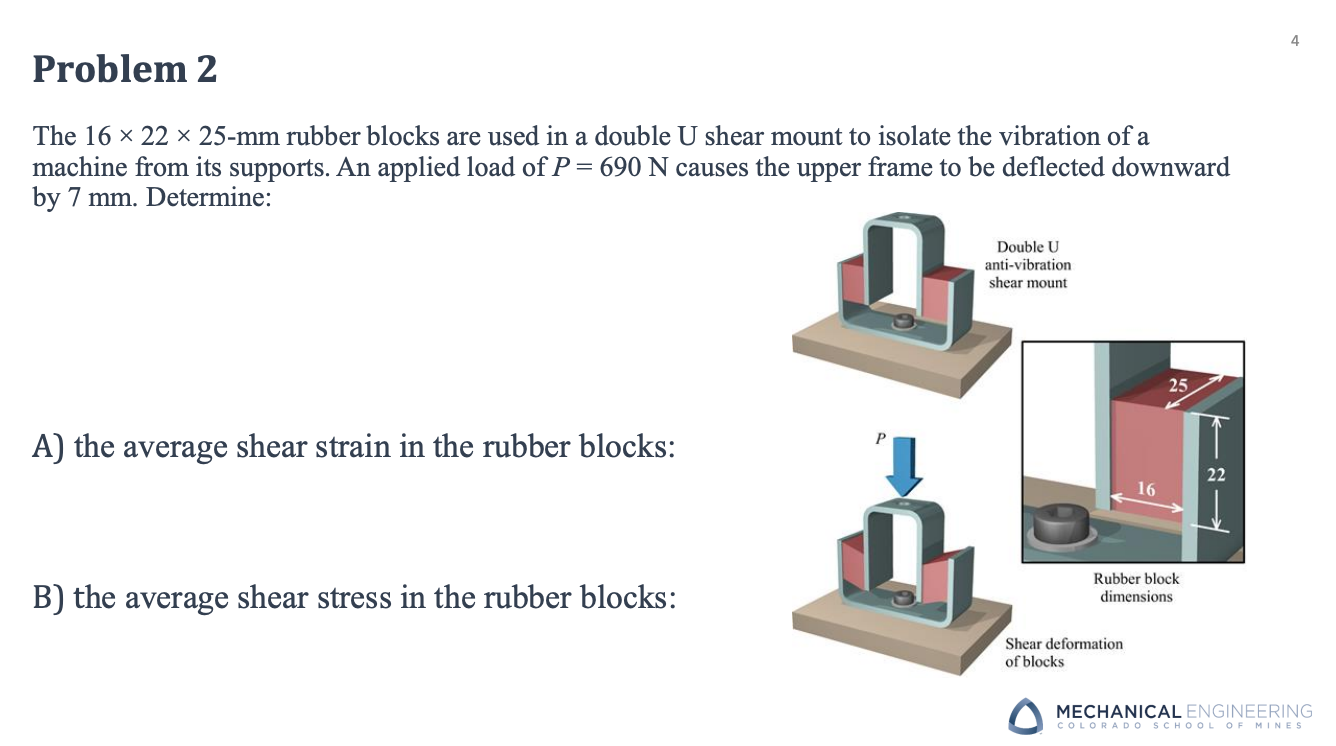 4
Problem 2
The 16 × 22 × 25-mm rubber blocks are used in a double U shear mount to isolate the vibration of a
machine from its supports. An applied load of P = 690 N causes the upper frame to be deflected downward
by 7 mm. Determine:
Double U
anti-vibration
shear mount
25
22
16
A) the average shear strain in the rubber blocks:
P
Rubber block
dimensions
B) the average shear stress in the rubber blocks:
Shear deformation
of blocks
MECHANICAL ENGINEERING
COLORADO SCHOOL OF MINES